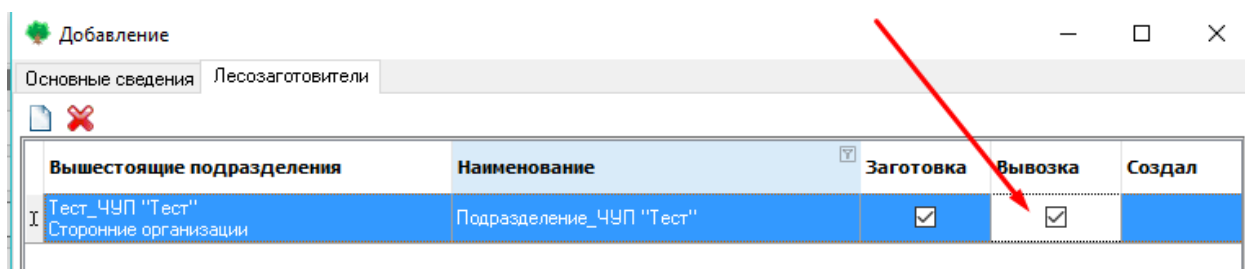 Добавление
Основные сведения Лесозаготовители
Вышестоящие подразделения Наименование Заготовка Вывозка Создал
Тест_ЧУП "Тест"
Сторонние организации
Подразделение_ЧУП "Тест"